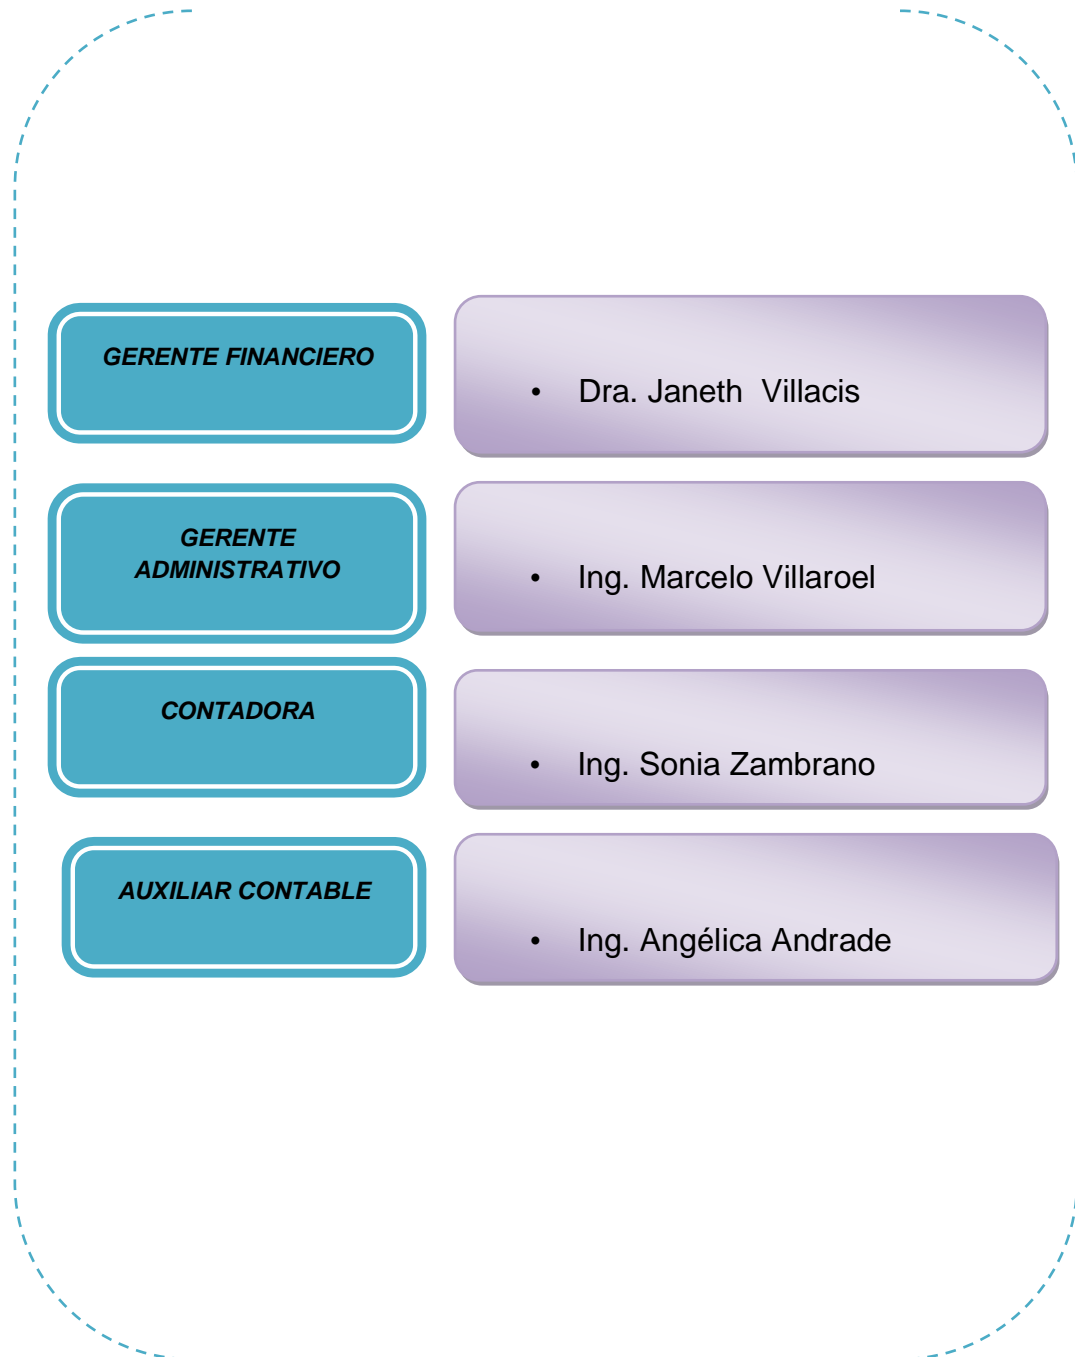 GERENTE FINANCIERO
• Dra. Janeth  Villacis
GERENTE
ADMINISTRATIVO
• Ing. Marcelo Villaroel
CONTADORA
• Ing. Sonia Zambrano
AUXILIAR CONTABLE
• Ing. Angélica Andrade